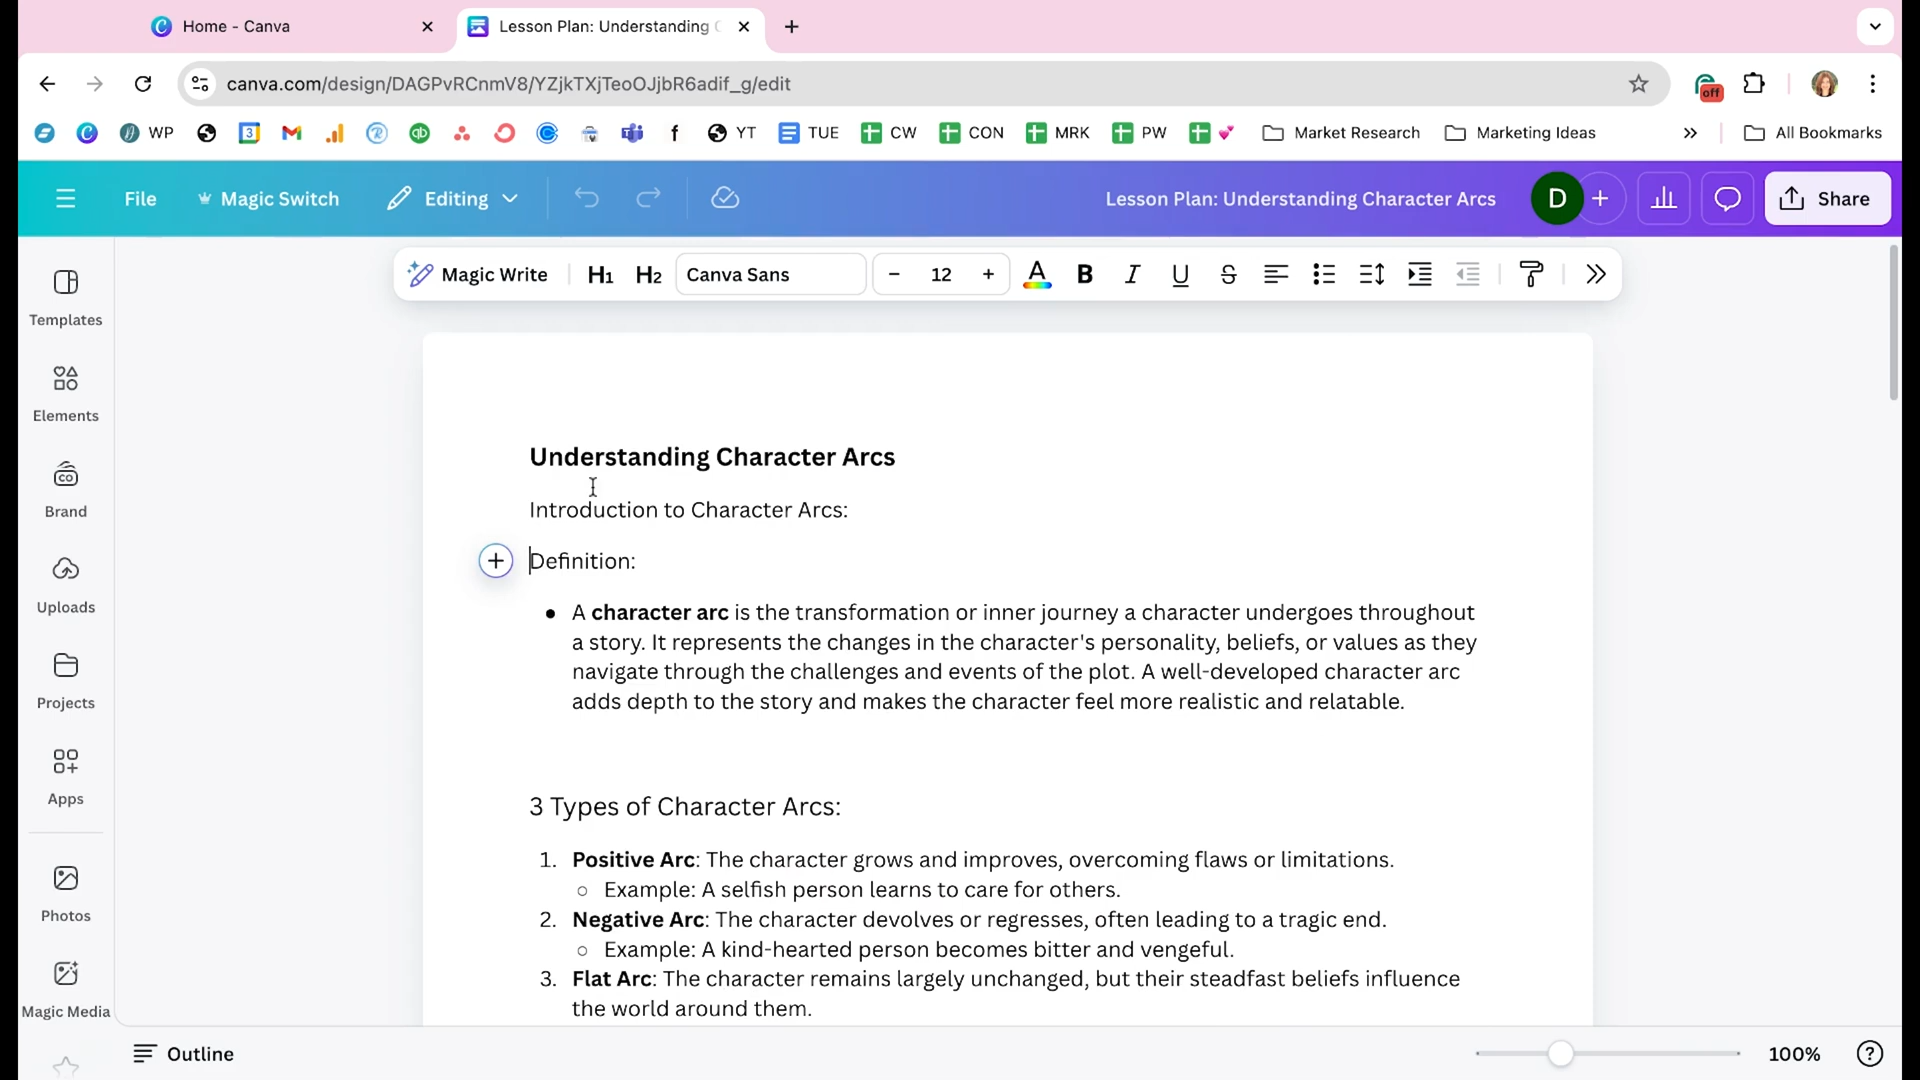 Home - Canva
Lesson Plan: Understanding C
canva.com/design/DAGPvRCnmV8/YZjkTXjTeoOJjbR6adif_g/edit
off
3 WP YT TUE CW CON MRK PW Market Research Marketing Ideas All Bookmarks
File Magic Switch Editing Lesson Plan: Understanding Character Arcs D Share
Magic Write H1 H2 Canva Sans 12 A B I U S
Templates
Elements
Brand
Uploads
Projects
Apps
Photos
Magic Media
Understanding Character Arcs
Introduction to Character Arcs:
Definition:
● A character arc is the transformation or inner journey a character undergoes throughout
a story. It represents the changes in the character's personality, beliefs, or values as they
navigate through the challenges and events of the plot. A well-developed character arc
adds depth to the story and makes the character feel more realistic and relatable.
3 Types of Character Arcs:
1. Positive Arc: The character grows and improves, overcoming flaws or limitations.
○ Example: A selfish person learns to care for others.
2. Negative Arc: The character devolves or regresses, often leading to a tragic end.
○ Example: A kind-hearted person becomes bitter and vengeful.
3. Flat Arc: The character remains largely unchanged, but their steadfast beliefs influence
the world around them.
Outline 100% ?